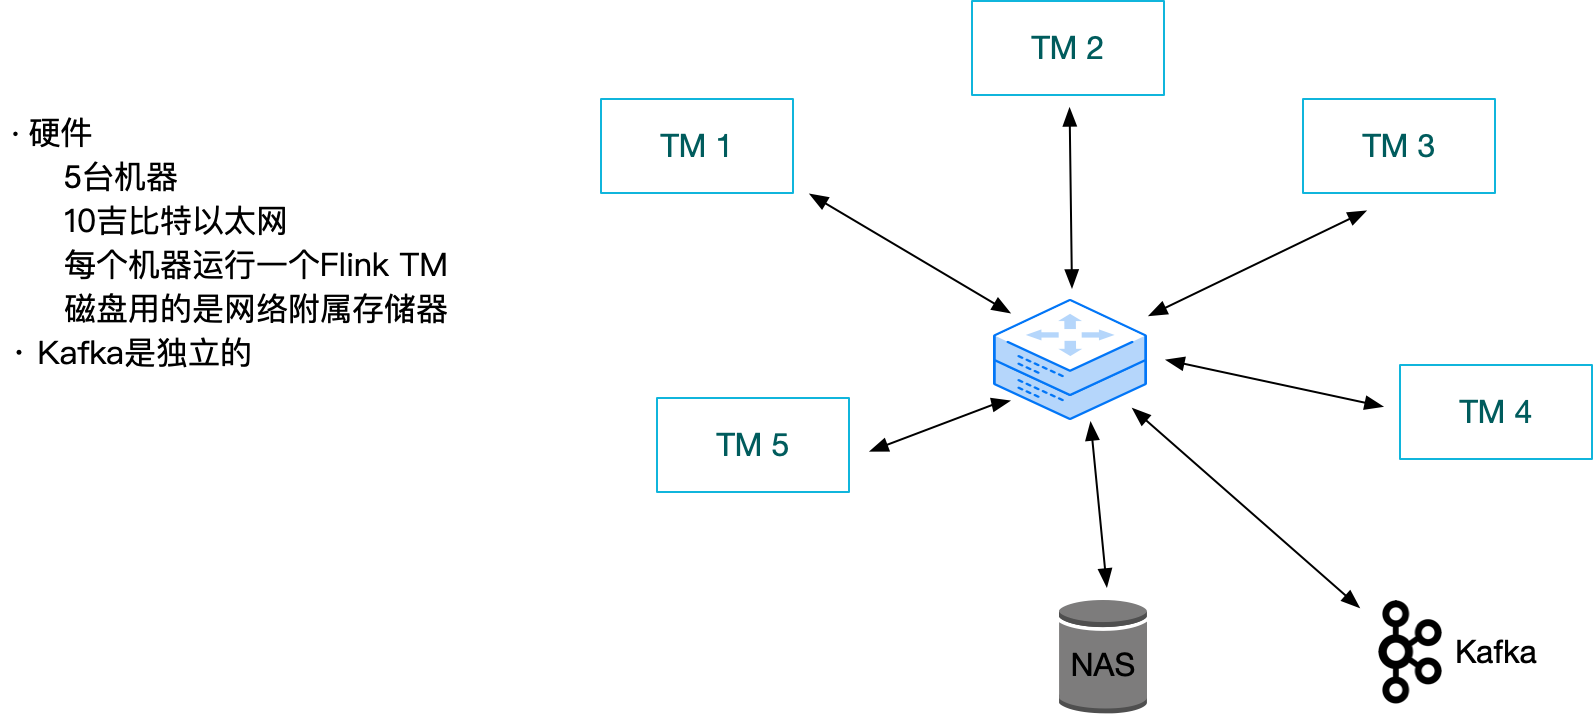 · 硬件
5台机器
10吉比特以太网
每个机器运行一个Flink TM
磁盘用的是网络附属存储器
· Kafka是独立的
TM 2
TM 1
TM 3
TM 4
TM 5
NAS
Kafka